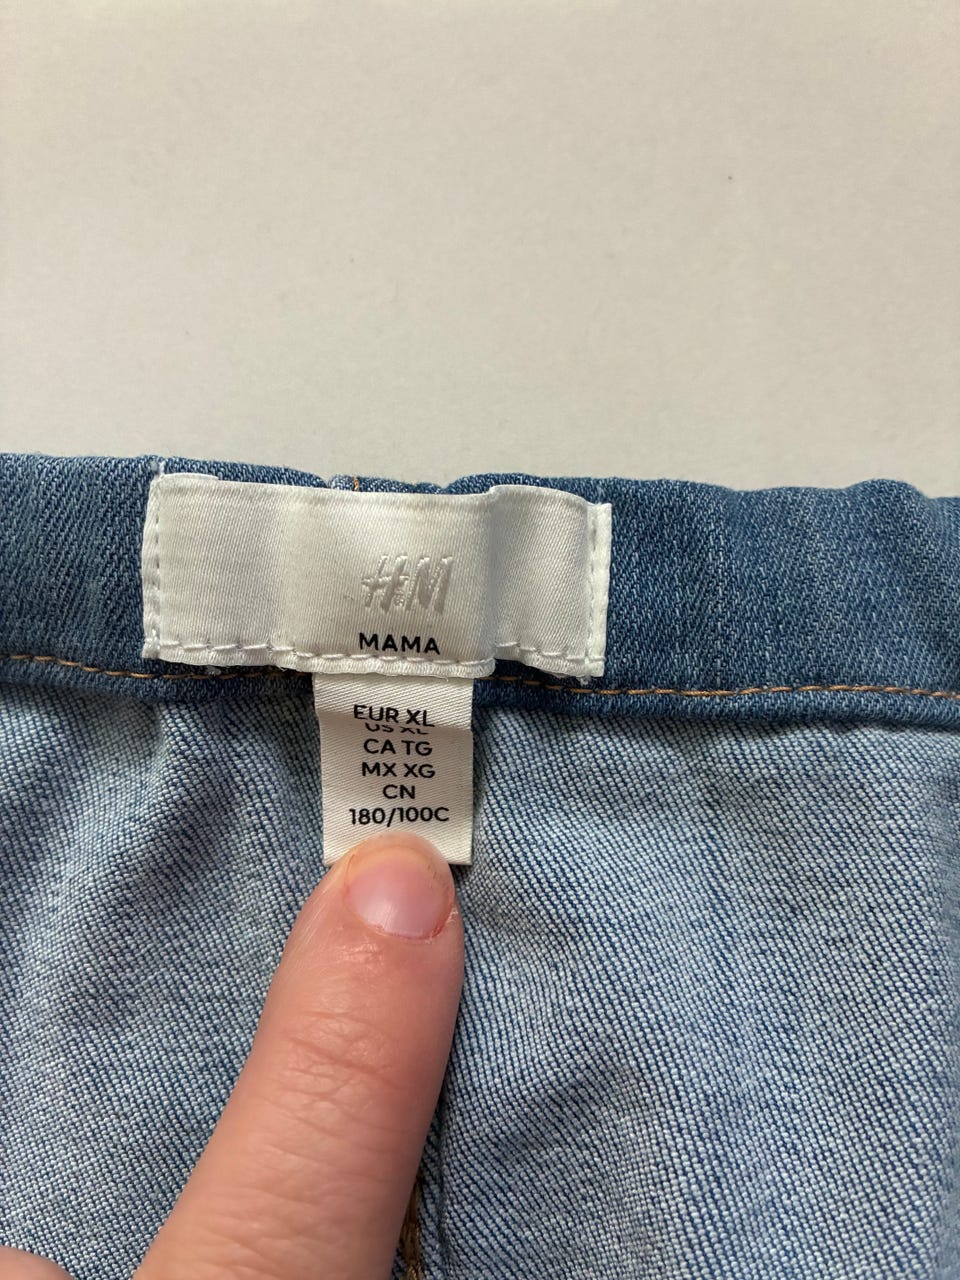 H&M
MAMA
EUR XL
US XL
CA TG
MX XG
CN
180/100C